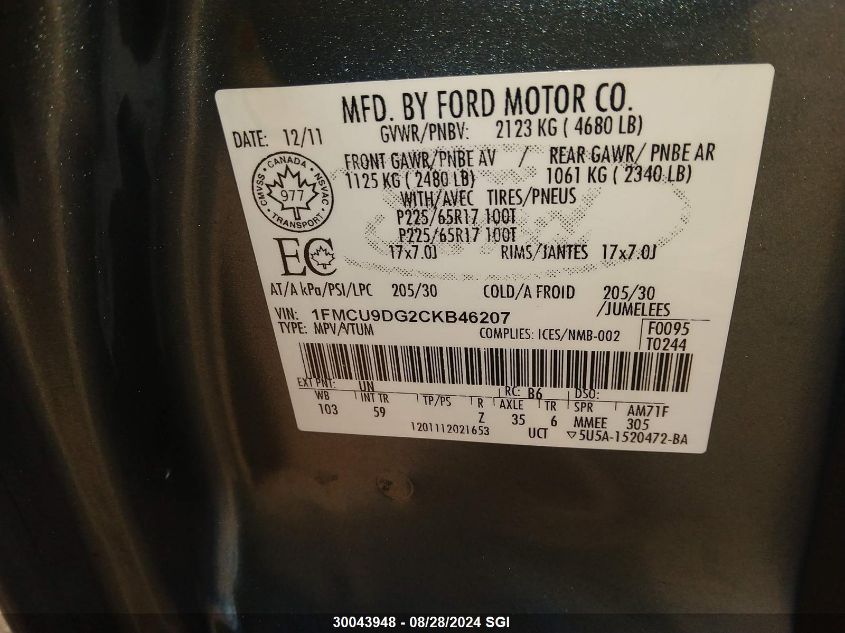 MFD. BY FORD MOTOR CO.
DATE: 12/11 GVWR/PNBV: 2123 KG ( 4680 LB)
FRONT GAWR/PNBE AV / REAR GAWR/ PNBE AR
1125 KG ( 2480 LB) 1061 KG ( 2340 LB)
WITH/AVEC TIRES/PNEUS
P225/65R17 100T
P225/65R17 100T
17x7.0J RIMS/JANTES 17x7.0J
CANADA
CMVSS NSVAC
977
TRANSPORT
EC
AT/A kPa/PSI/LPC 205/30 COLD/A FROID 205/30
/JUMELEES
VIN: 1FMCU9DG2CKB46207
TYPE: MPV/VTUM COMPLIES: ICES/NMB-002
F0095
T0244
EXT PNT: UN RC: B6 DSO:
WB INT TR TP/PS R AXLE TR SPR AM71F
103 59 Z 35 6 MMEE 305
1201112021653 UCT 5U5A-1520472-BA
30043948 - 08/28/2024 SGI